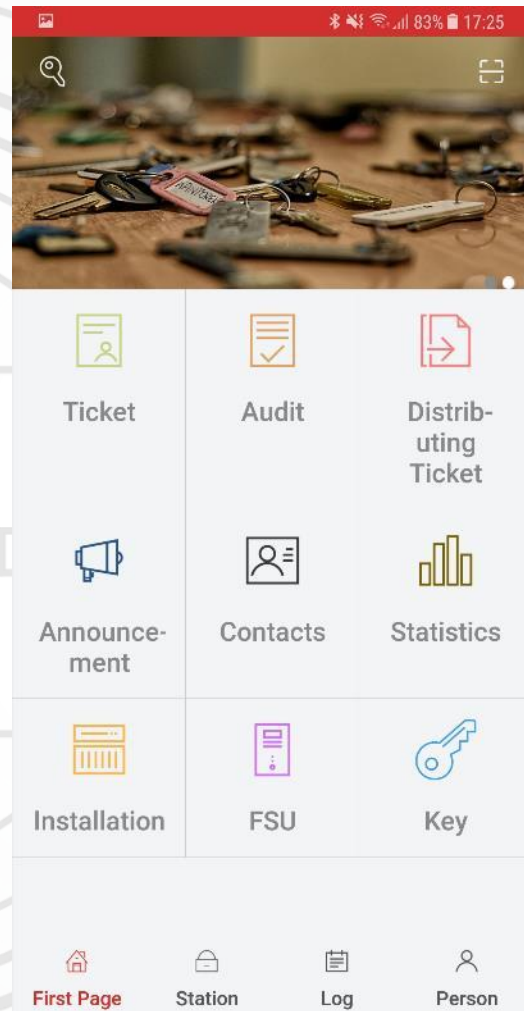 83% 17:25
Ticket
Audit
Distrib-
uting
Ticket
Announce-
ment
Contacts
Statistics
Installation
FSU
Key
First Page
Station
Log
Person